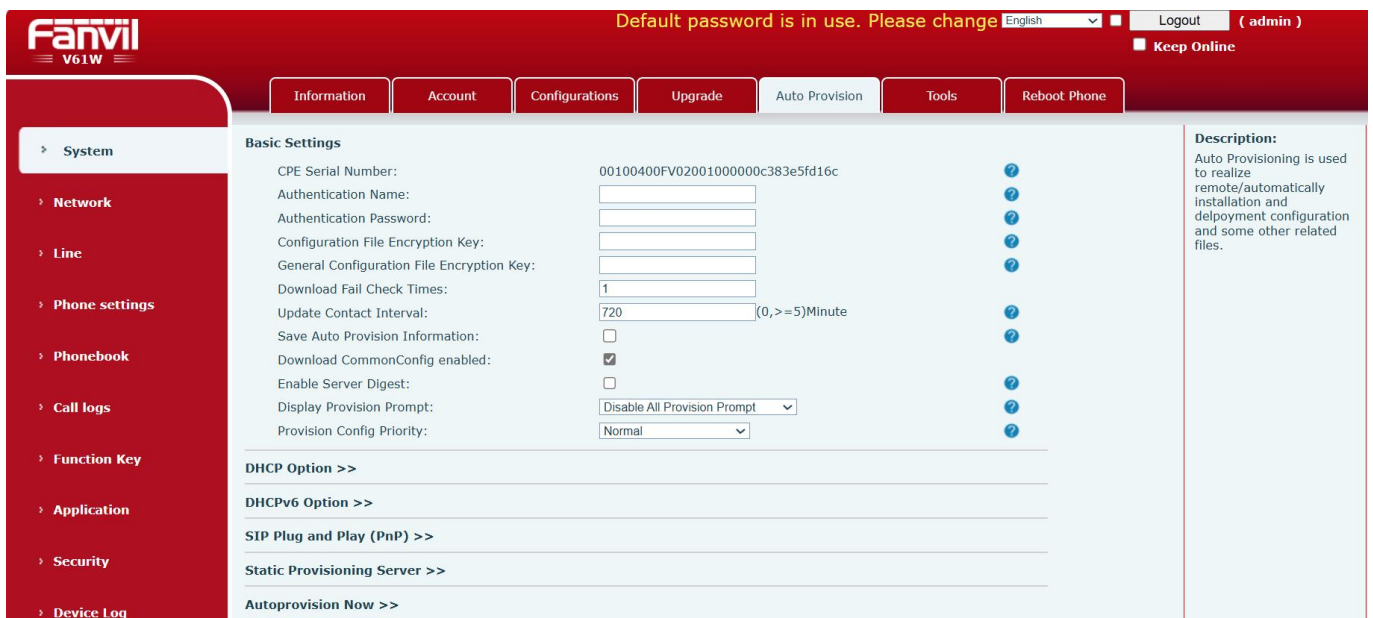 Fanvil
V61W
Default password is in use. Please change
English
Logout
( admin )
Keep Online
Information
Account
Configurations
Upgrade
Auto Provision
Tools
Reboot Phone
› System
› Network
› Line
› Phone settings
› Phonebook
› Call logs
› Function Key
› Application
› Security
› Device Log
Basic Settings
CPE Serial Number: 00100400FV02001000000c383e5fd16c
Authentication Name:
Authentication Password:
Configuration File Encryption Key:
General Configuration File Encryption Key:
Download Fail Check Times: 1
Update Contact Interval: 720 (0,>=5)Minute
Save Auto Provision Information:
Download CommonConfig enabled:
Enable Server Digest:
Display Provision Prompt: Disable All Provision Prompt
Provision Config Priority: Normal
DHCP Option >>
DHCPv6 Option >>
SIP Plug and Play (PnP) >>
Static Provisioning Server >>
Autoprovision Now >>
Description:
Auto Provisioning is used
to realize
remote/automatically
installation and
delpoyment configuration
and some other related
files.